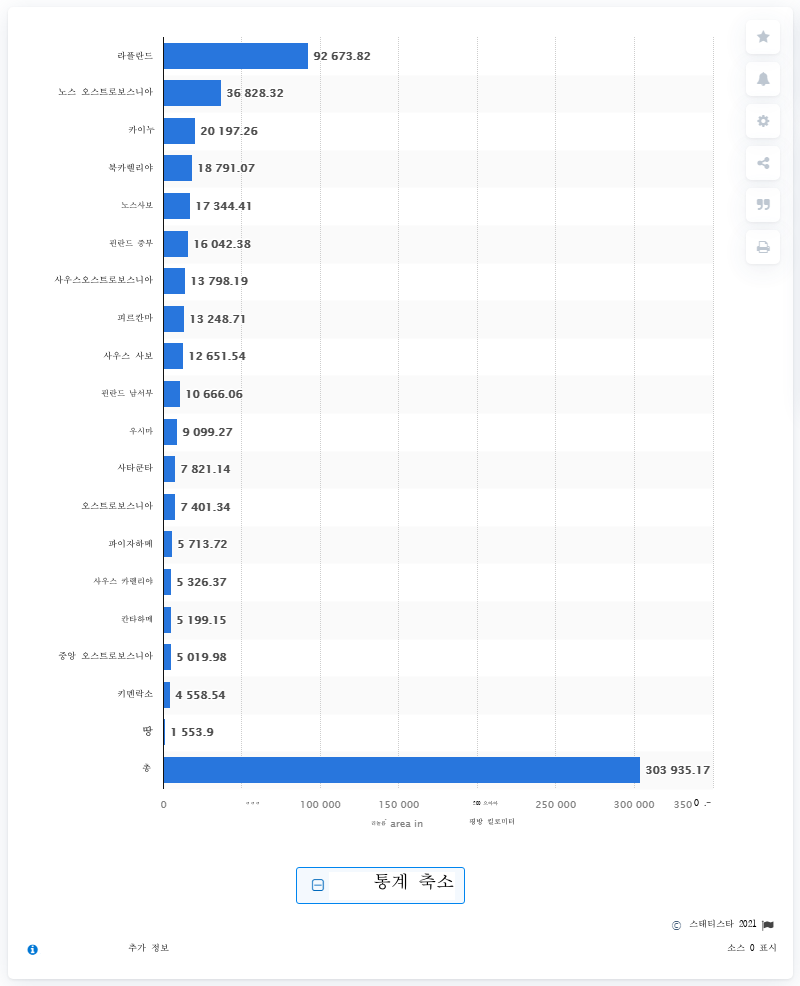 라플란드 92 673.82
노스 오스트로보스니아 36 828.32
카이누 20 197.26
북카렐리아 18 791.07
노스사보 17 344.41
핀란드 중부 16 042.38
사우스오스트로보스니아 13 798.19
피르칸마 13 248.71
사우스 사보 12 651.54
핀란드 남서부 10 666.06
우시마 9 099.27
사타쿤타 7 821.14
오스트로보스니아 7 401.34
파이자하메 5 713.72
사우스 카렐리아 5 326.37
칸타하메 5 199.15
중앙 오스트로보스니아 5 019.98
키멘락소 4 558.54
땅 1 553.9
총 303 935.17
0 100 000 150 000 250 000 300 000 350 0
area in 평방 킬로미터
통계 축소
© 스태티스타 2021
추가 정보 소스 0 표시